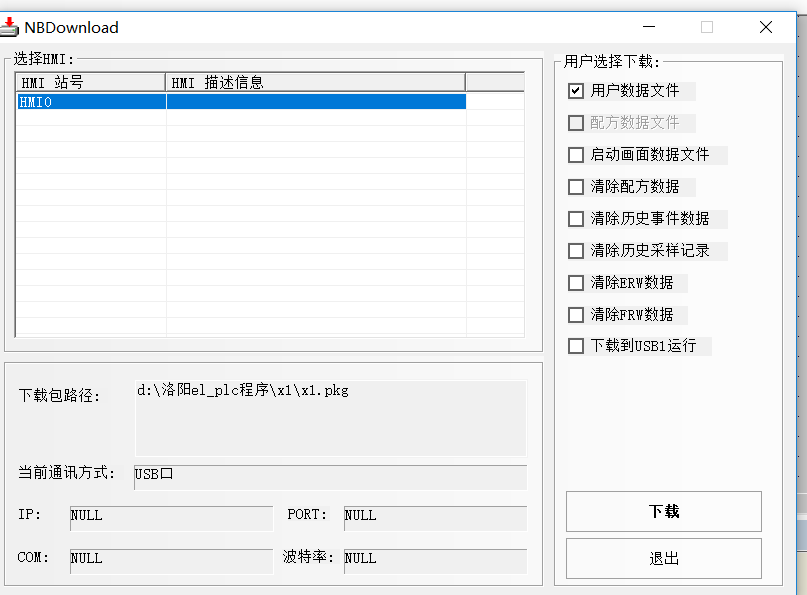 NBDownload
选择HMI:
HMI 站号 HMI 描述信息
HMI0
用户选择下载:
用户数据文件
配方数据文件
启动画面数据文件
清除配方数据
清除历史事件数据
清除历史采样记录
清除ERW数据
清除FRW数据
下载到USB1运行
下载包路径: d:\洛阳el_plc程序\x1\x1.pkg
当前通讯方式: USB口
IP: NULL PORT: NULL
COM: NULL 波特率: NULL
下载
退出